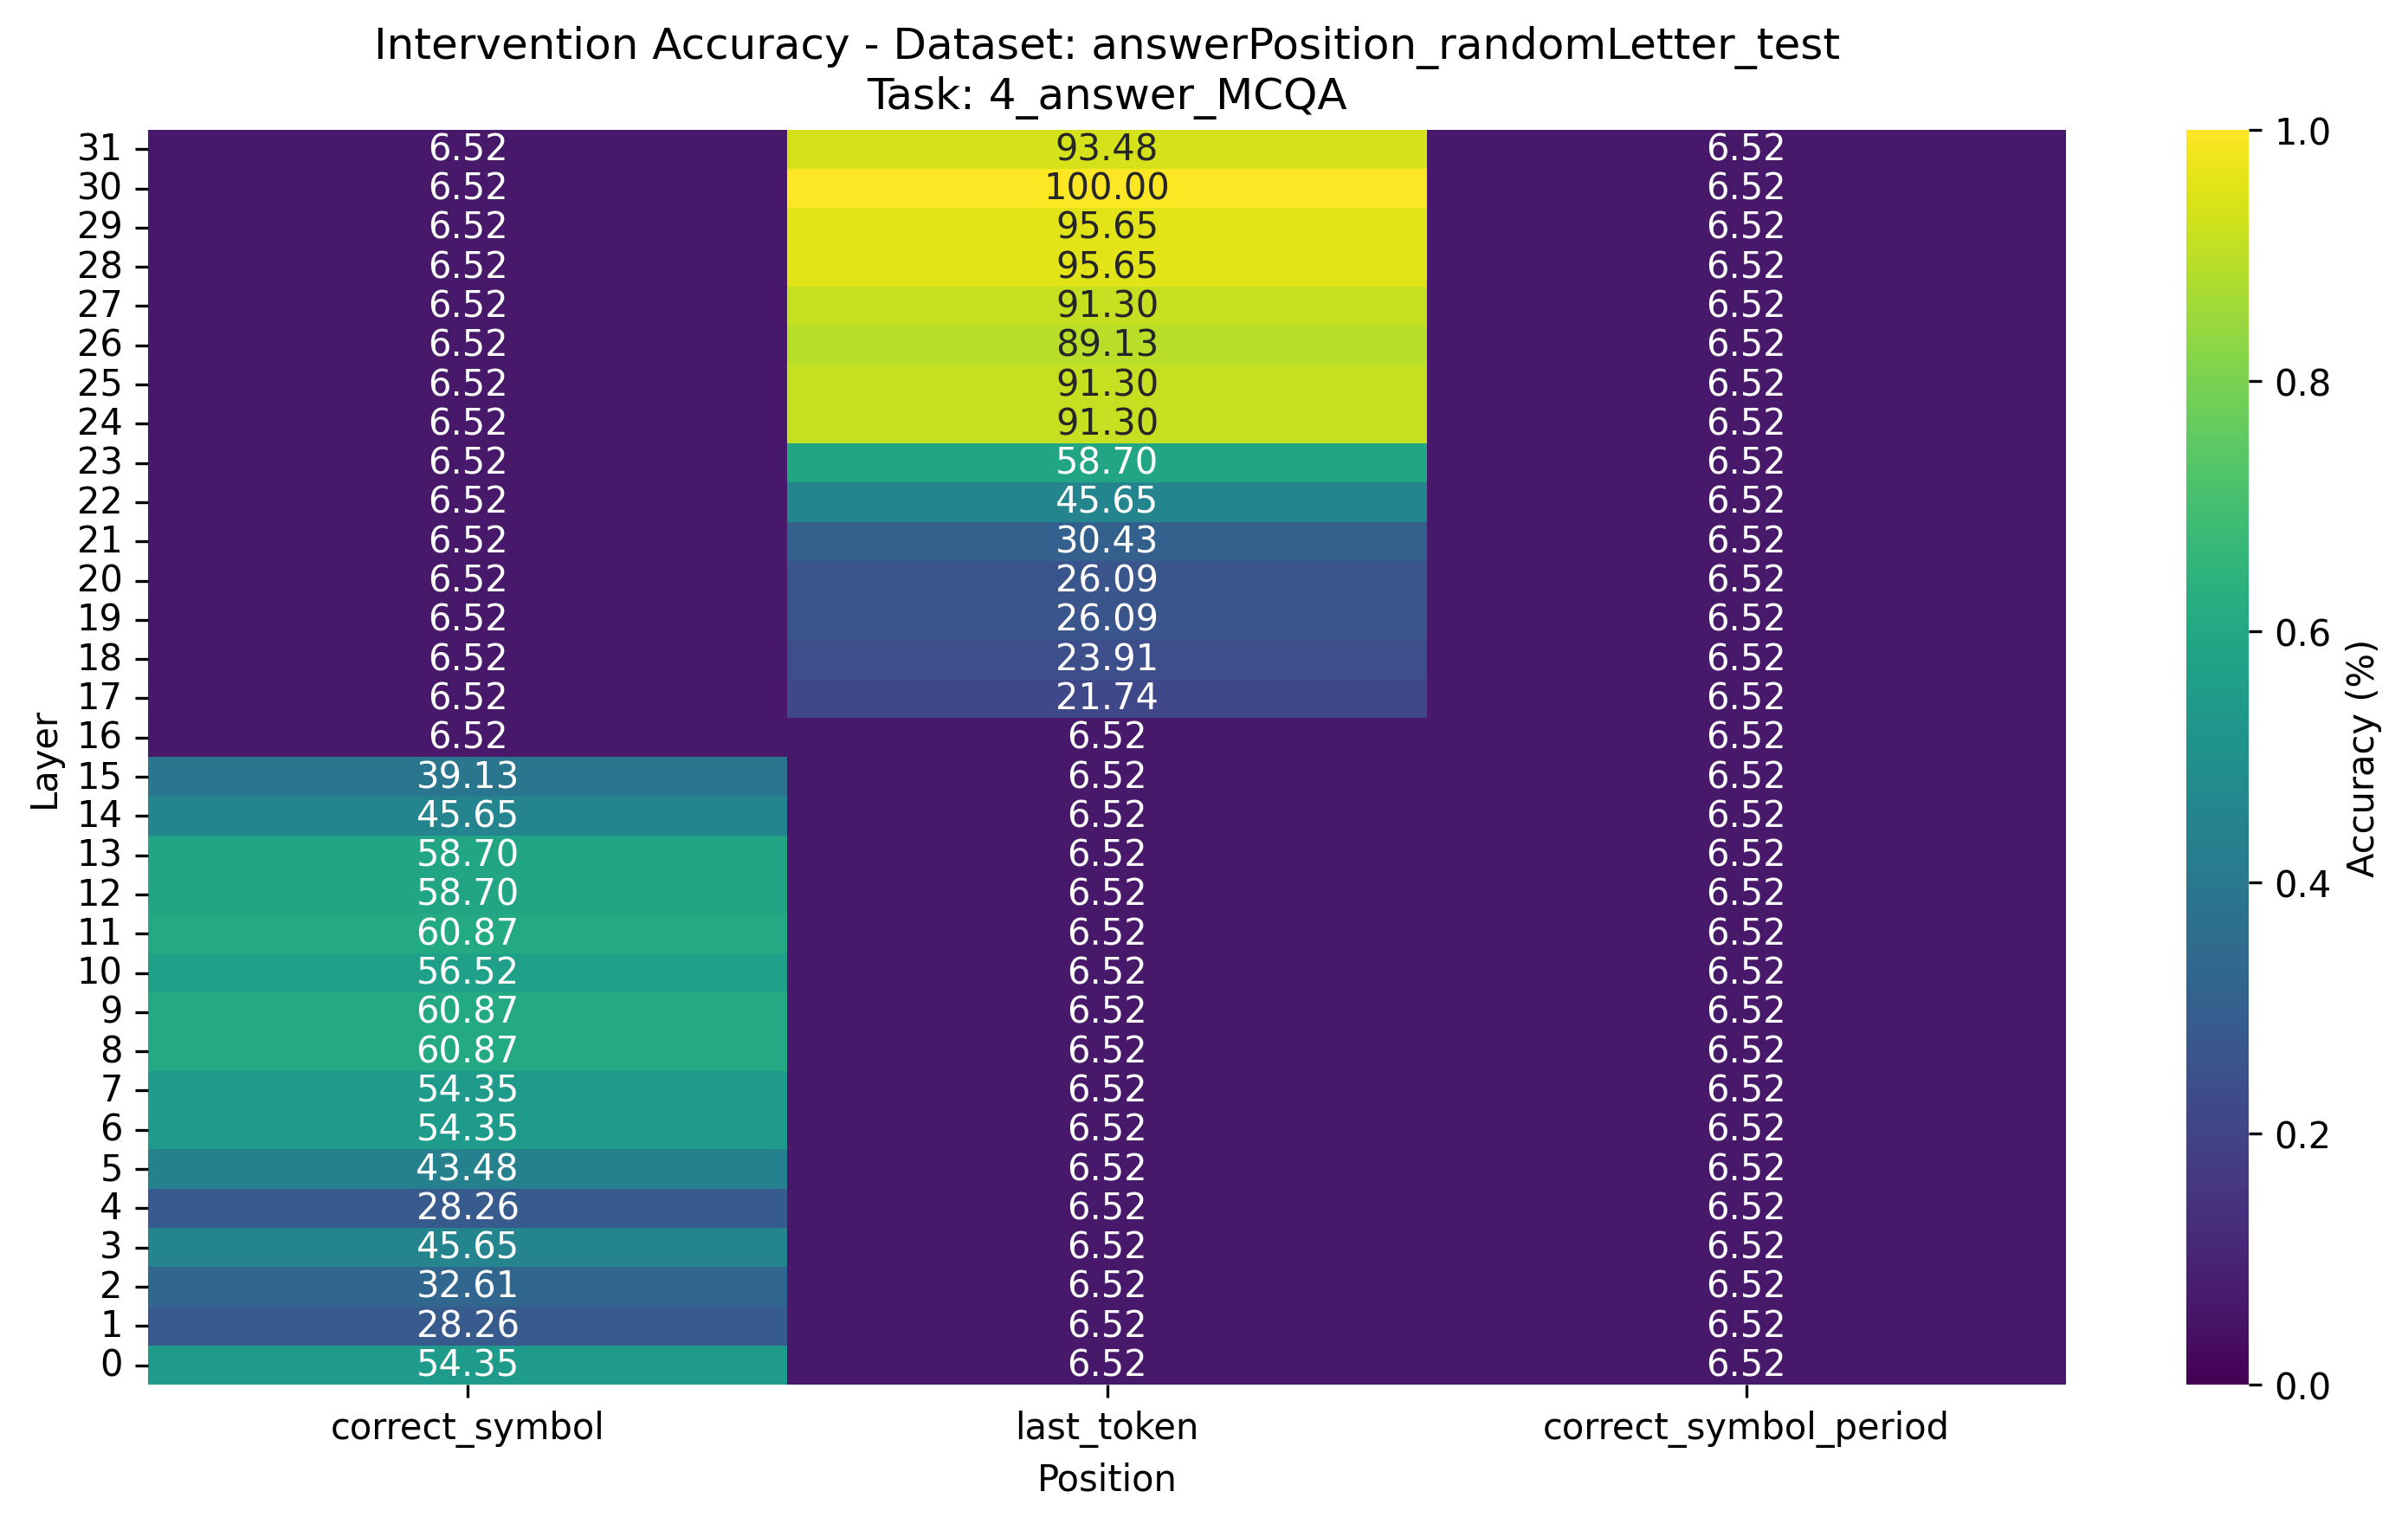 Intervention Accuracy - Dataset: answerPosition_randomLetter_test
Task: 4_answer_MCQA
31 6.52 93.48 6.52
30 6.52 100.00 6.52
29 6.52 95.65 6.52
28 6.52 95.65 6.52
27 6.52 91.30 6.52
26 6.52 89.13 6.52
25 6.52 91.30 6.52
24 6.52 91.30 6.52
23 6.52 58.70 6.52
22 6.52 45.65 6.52
21 6.52 30.43 6.52
20 6.52 26.09 6.52
19 6.52 26.09 6.52
18 6.52 23.91 6.52
17 6.52 21.74 6.52
16 6.52 6.52 6.52
15 39.13 6.52 6.52
14 45.65 6.52 6.52
13 58.70 6.52 6.52
12 58.70 6.52 6.52
11 60.87 6.52 6.52
10 56.52 6.52 6.52
9 60.87 6.52 6.52
8 60.87 6.52 6.52
7 54.35 6.52 6.52
6 54.35 6.52 6.52
5 43.48 6.52 6.52
4 28.26 6.52 6.52
3 45.65 6.52 6.52
2 32.61 6.52 6.52
1 28.26 6.52 6.52
0 54.35 6.52 6.52
correct_symbol last_token correct_symbol_period
Position
Layer
1.0
0.8
0.6
0.4
0.2
0.0
Accuracy (%)